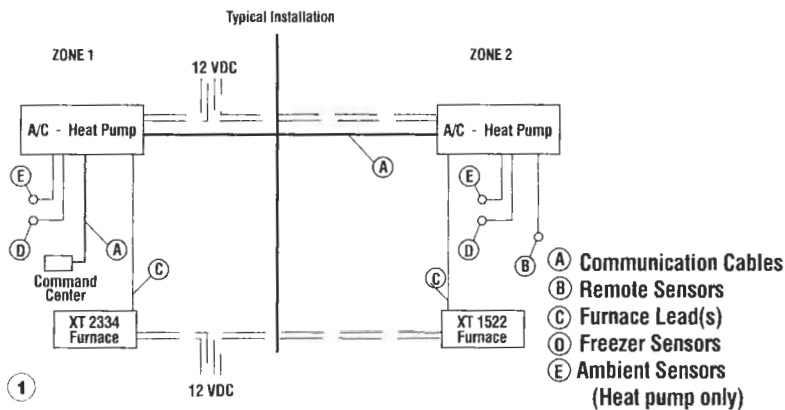 Typical Installation
ZONE 1
ZONE 2
12 VDC
A/C - Heat Pump
A/C - Heat Pump
A
E
E
D
D
A
B
C
C
Command
Center
XT 2334
Furnace
XT 1522
Furnace
12 VDC
1
A Communication Cables
B Remote Sensors
C Furnace Lead(s)
D Freezer Sensors
E Ambient Sensors
(Heat pump only)